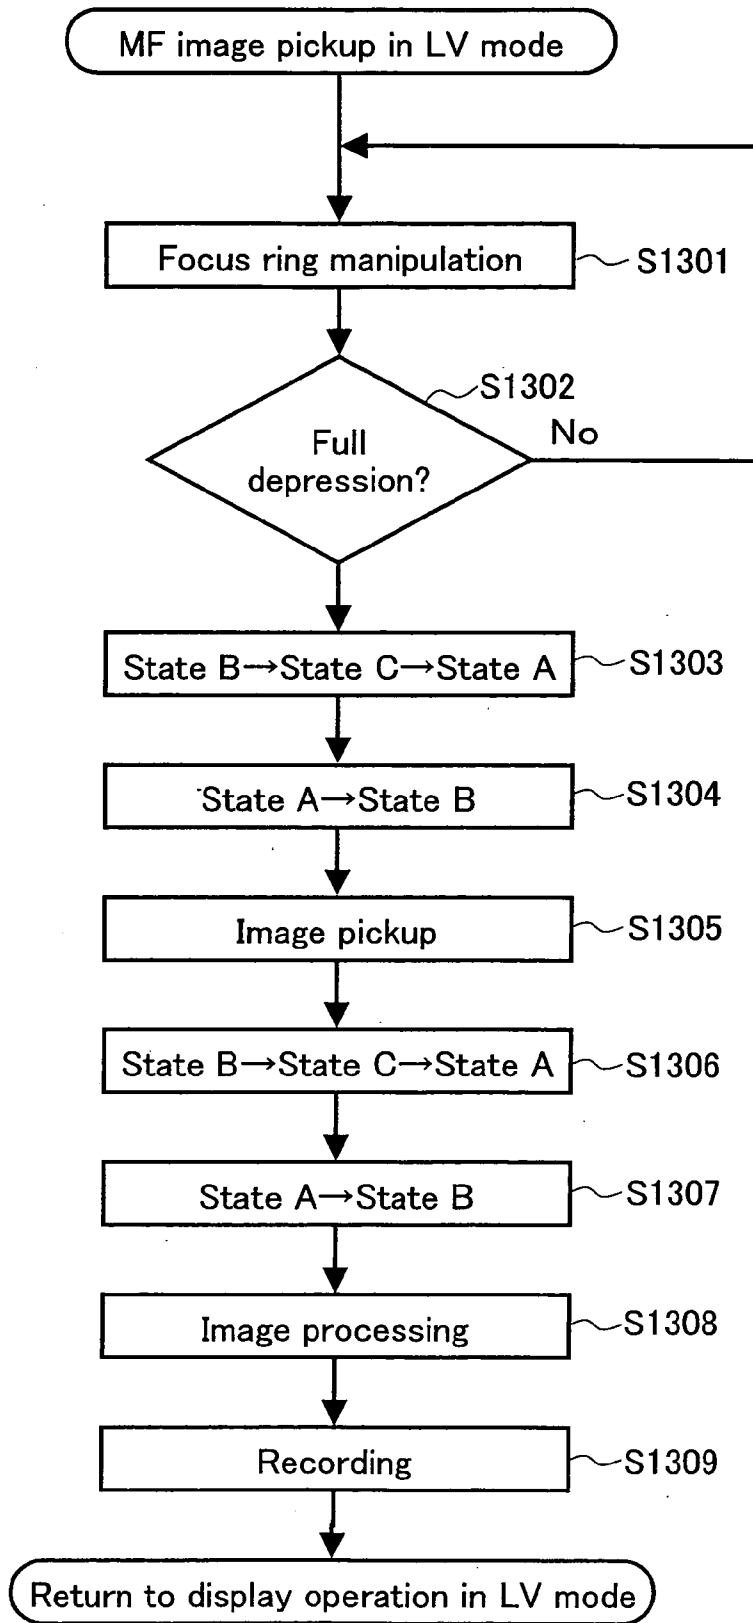 MF image pickup in LV mode
Focus ring manipulation
S1301
S1302
Full
depression?
No
State B→State C→State A
S1303
State A→State B
S1304
Image pickup
S1305
State B→State C→State A
S1306
State A→State B
S1307
Image processing
S1308
Recording
S1309
Return to display operation in LV mode